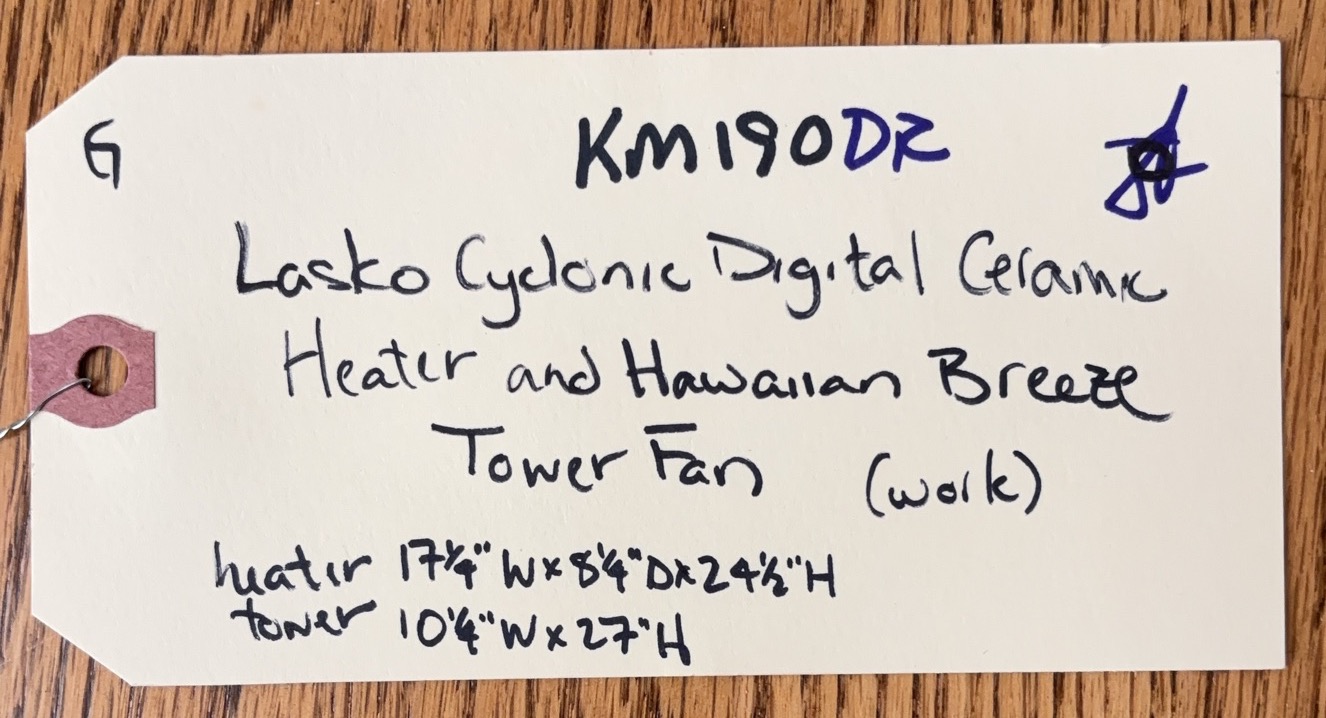 G
KM190DR
Lasko Cyclonic Digital Ceramic
Heater and Hawaiian Breeze
Tower Fan (work)
heater 17¼" W x 8¼" D x 24½" H
tower 10¼" W x 27" H